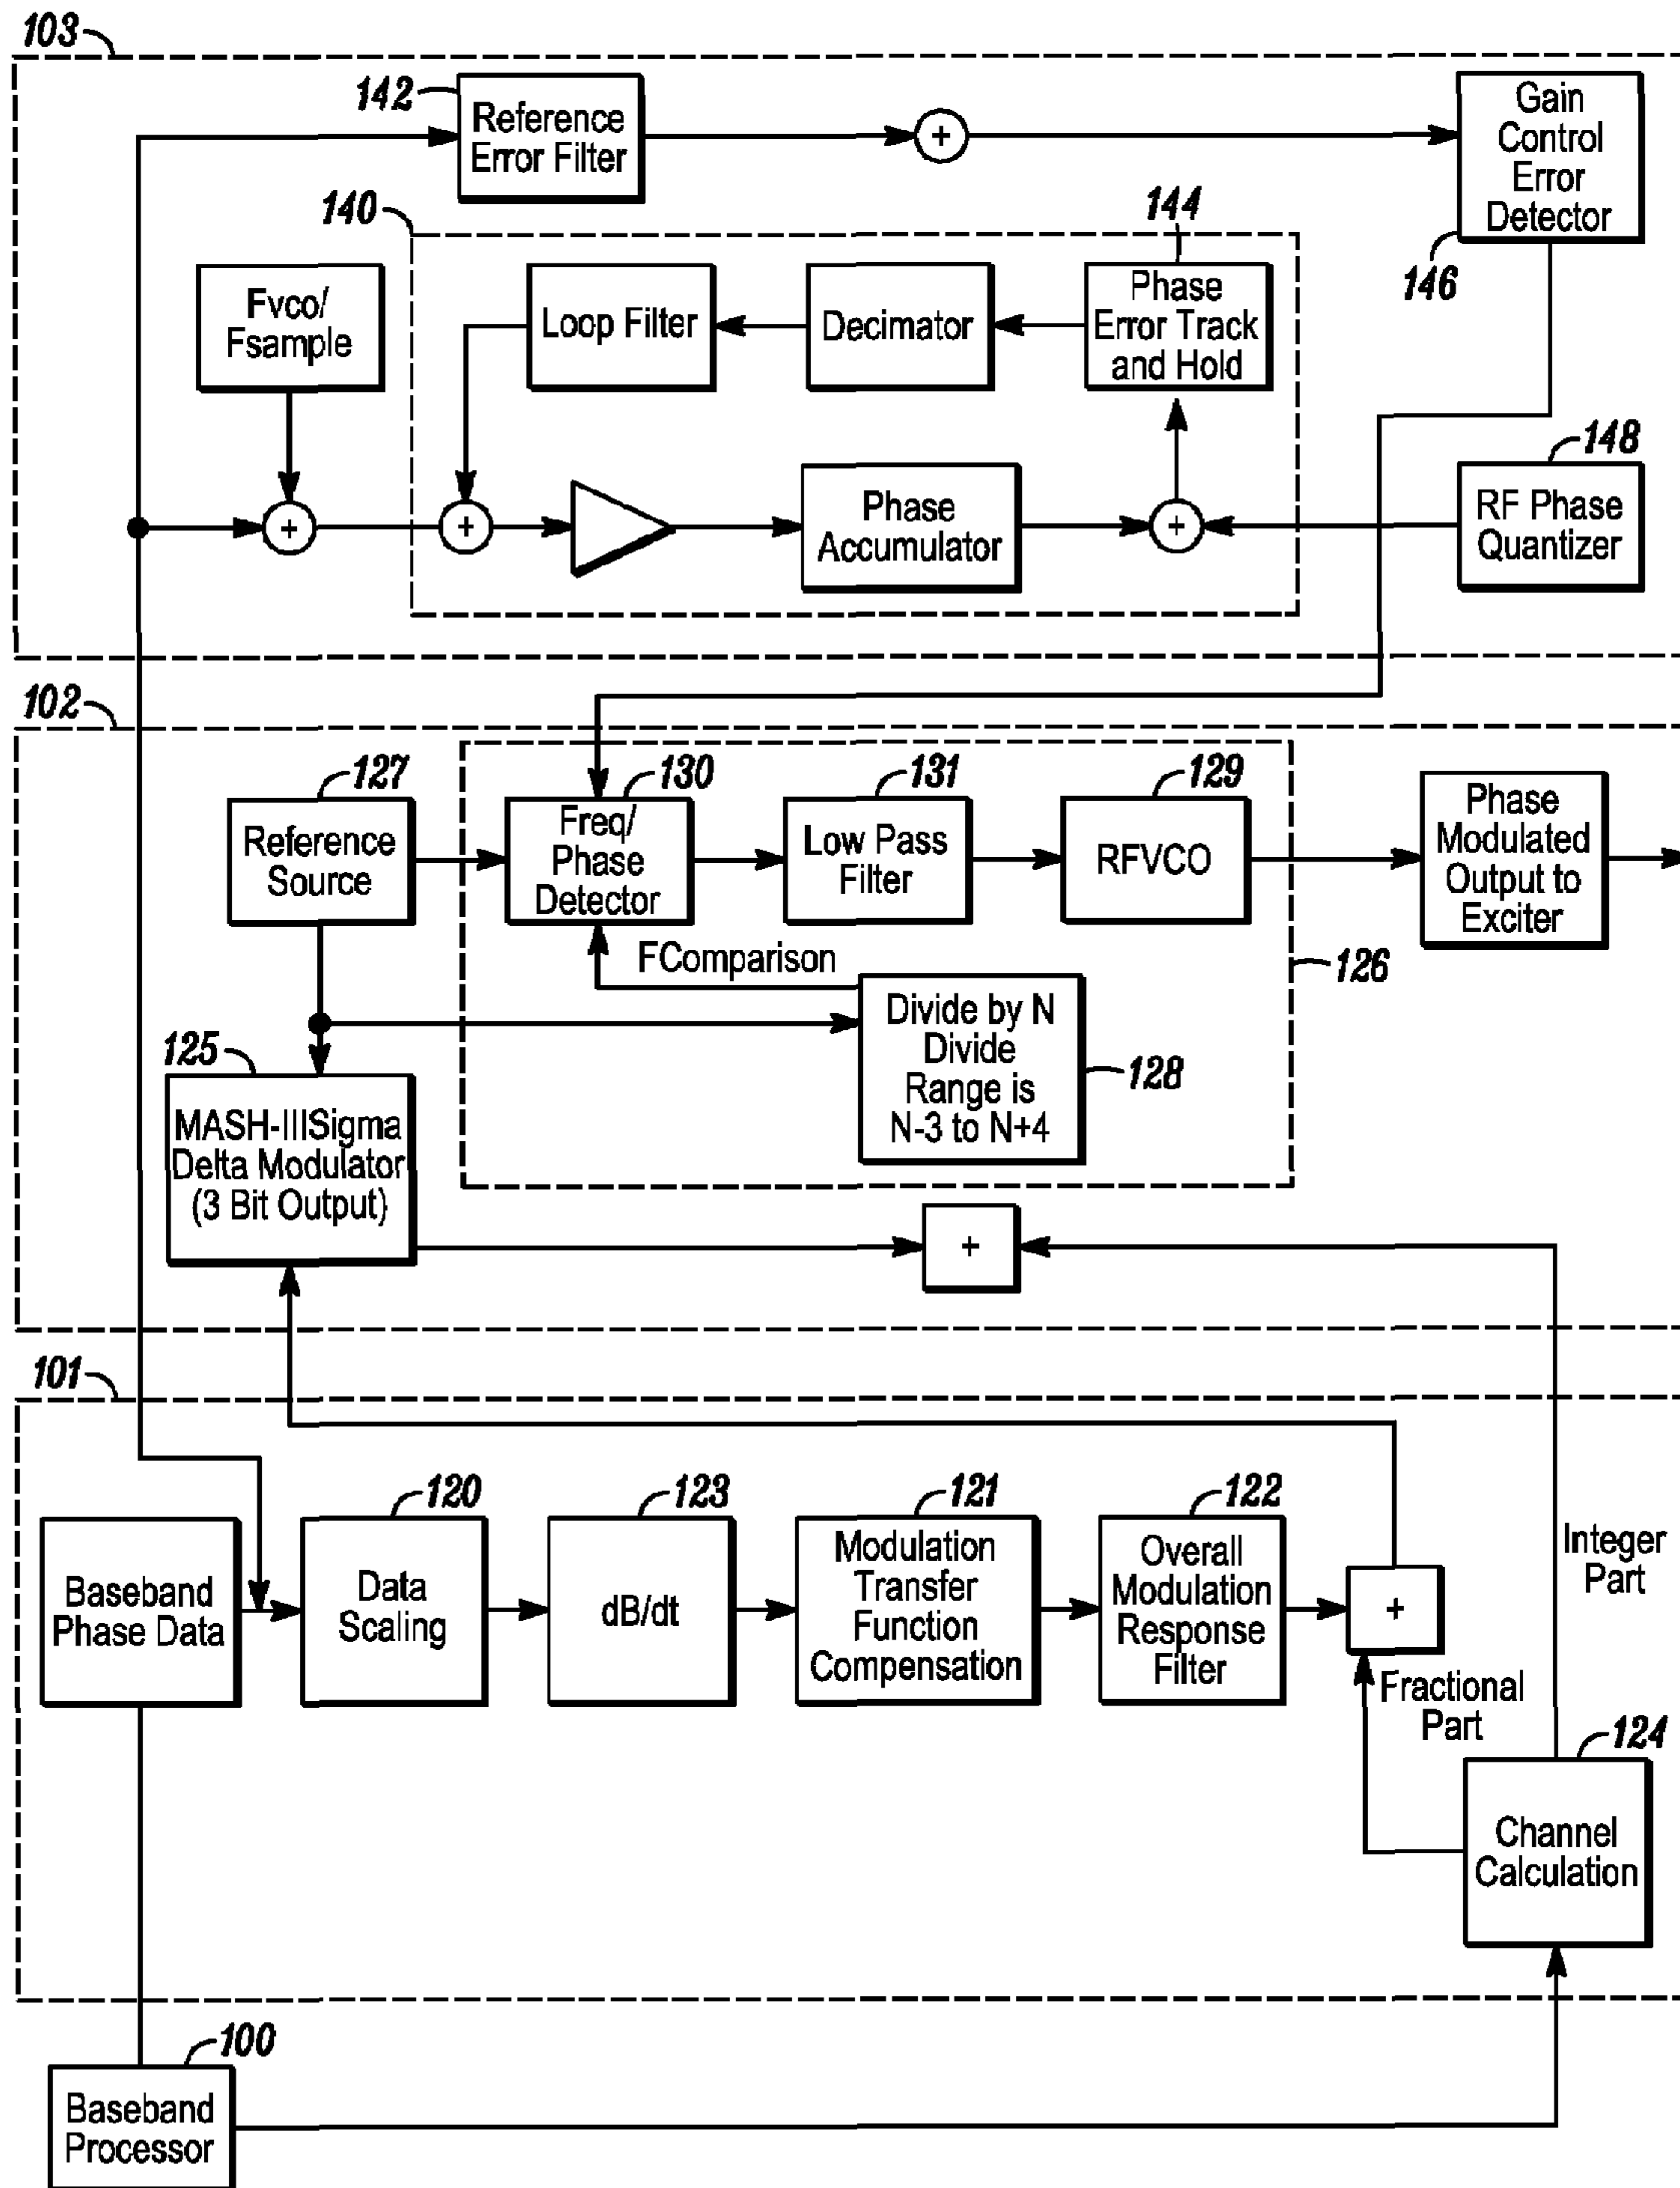 103
142
Reference
Error Filter
+
Gain
Control
Error
Detector
146
140
144
Fvco/
Fsample
Loop Filter
Decimator
Phase
Error Track
and Hold
148
+
+
Phase
Accumulator
+
RF Phase
Quantizer
102
127
Reference
Source
130
Freq/
Phase
Detector
131
Low Pass
Filter
129
RFVCO
Phase
Modulated
Output to
Exciter
FComparison
126
Divide by N
Divide
Range is
N-3 to N+4
128
125
MASH-IIISigma
Delta Modulator
(3 Bit Output)
+
101
Baseband
Phase Data
120
Data
Scaling
123
dB/dt
121
Modulation
Transfer
Function
Compensation
122
Overall
Modulation
Response
Filter
+
Integer
Part
Fractional
Part
124
Channel
Calculation
100
Baseband
Processor